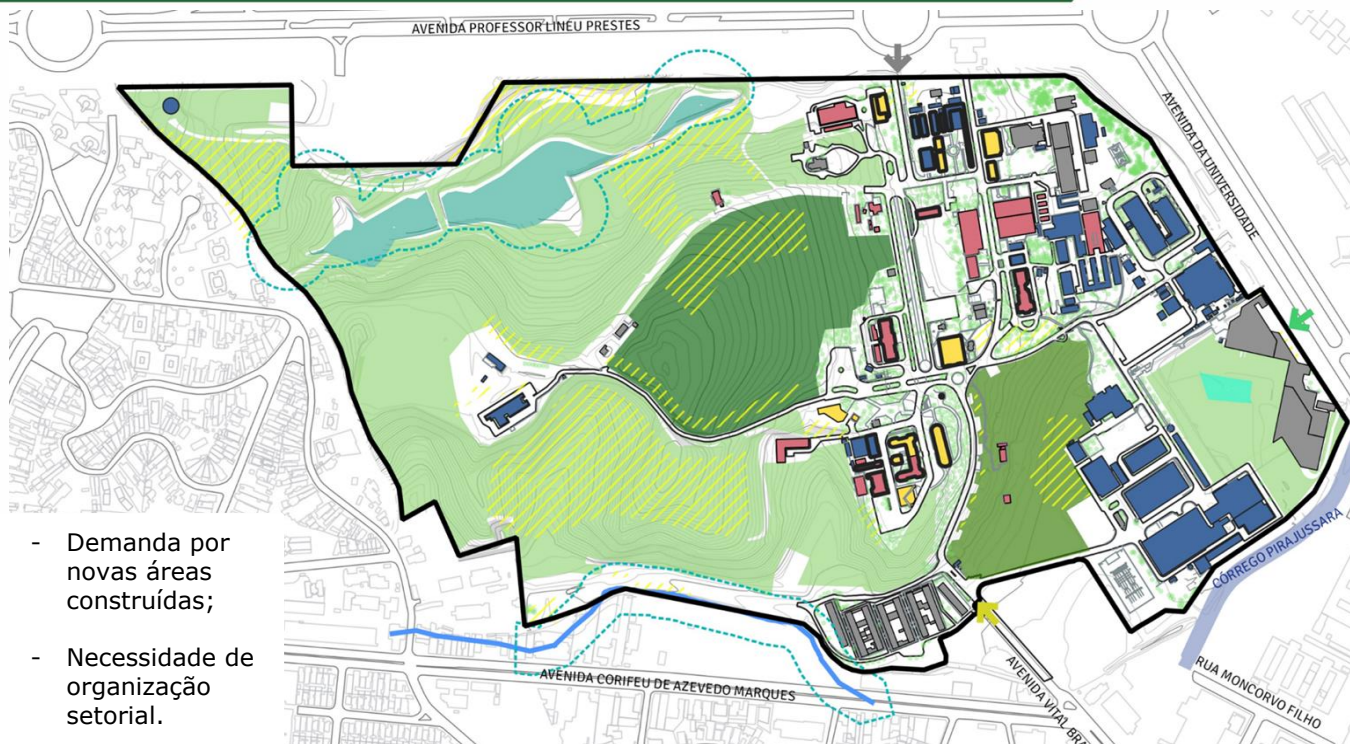 AVENIDA PROFESSOR LINEU PRESTES
AVENIDA DA UNIVERSIDADE
- Demanda por
novas áreas
construídas;
- Necessidade de
organização
setorial.
CÓRREGO PIRAJUSSARA
AVENIDA CORIFEU DE AZEVEDO MARQUES
AVENIDA VITAL BRA
RUA MONCORVO FILHO